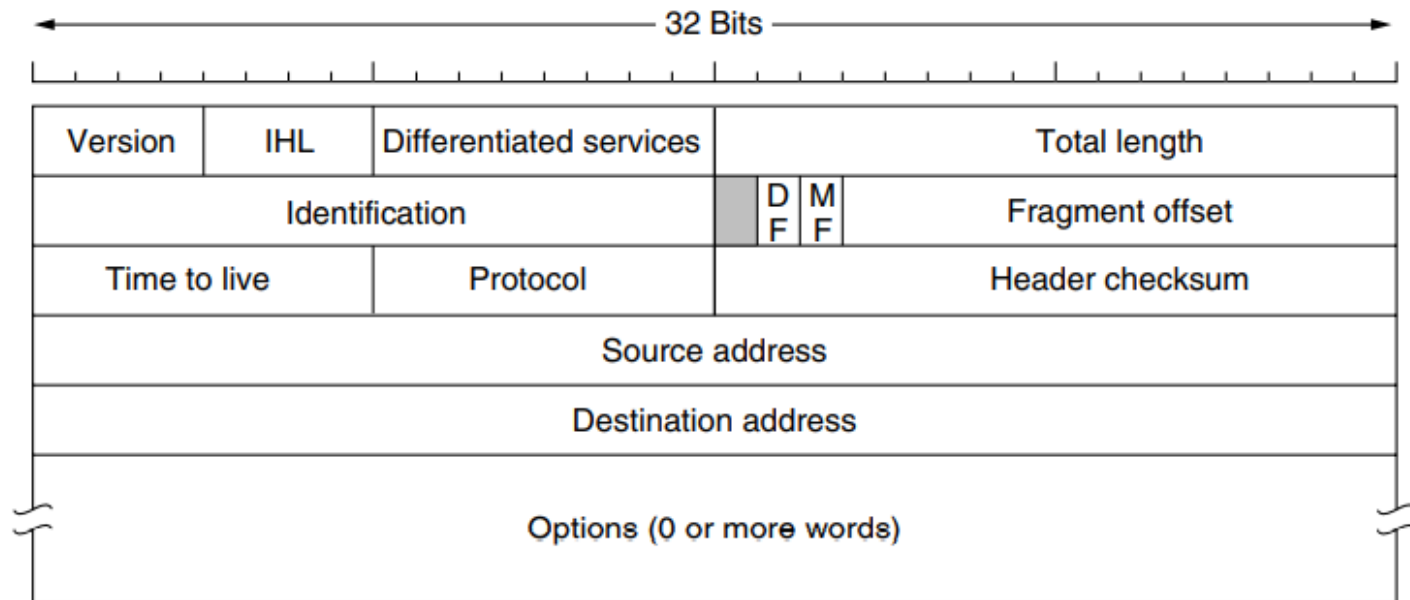 32 Bits
Version IHL Differentiated services Total length
Identification D F M F Fragment offset
Time to live Protocol Header checksum
Source address
Destination address
Options (0 or more words)